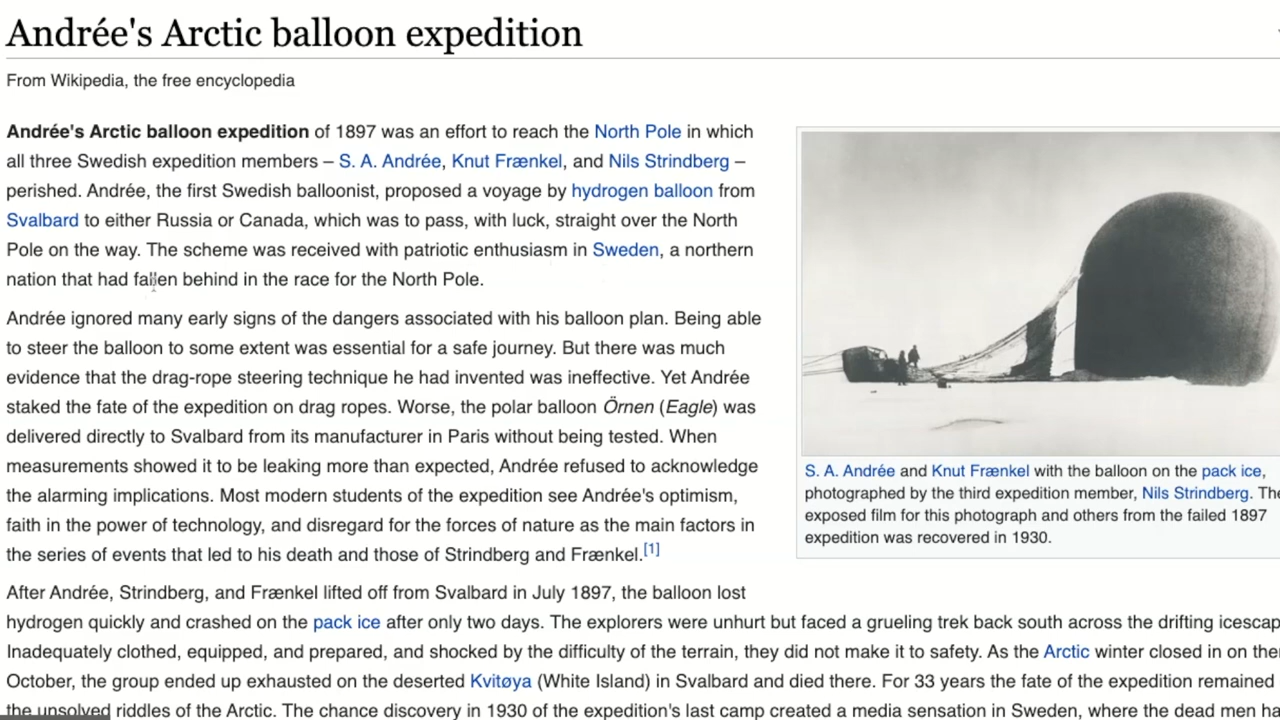 Andrée's Arctic balloon expedition
From Wikipedia, the free encyclopedia
Andrée's Arctic balloon expedition of 1897 was an effort to reach the North Pole in which
all three Swedish expedition members – S. A. Andrée, Knut Frænkel, and Nils Strindberg –
perished. Andrée, the first Swedish balloonist, proposed a voyage by hydrogen balloon from
Svalbard to either Russia or Canada, which was to pass, with luck, straight over the North
Pole on the way. The scheme was received with patriotic enthusiasm in Sweden, a northern
nation that had fallen behind in the race for the North Pole.
Andrée ignored many early signs of the dangers associated with his balloon plan. Being able
to steer the balloon to some extent was essential for a safe journey. But there was much
evidence that the drag-rope steering technique he had invented was ineffective. Yet Andrée
staked the fate of the expedition on drag ropes. Worse, the polar balloon Örnen (Eagle) was
delivered directly to Svalbard from its manufacturer in Paris without being tested. When
measurements showed it to be leaking more than expected, Andrée refused to acknowledge
the alarming implications. Most modern students of the expedition see Andrée's optimism,
faith in the power of technology, and disregard for the forces of nature as the main factors in
the series of events that led to his death and those of Strindberg and Frænkel.[1]
S. A. Andrée and Knut Frænkel with the balloon on the pack ice,
photographed by the third expedition member, Nils Strindberg. The
exposed film for this photograph and others from the failed 1897
expedition was recovered in 1930.
After Andrée, Strindberg, and Frænkel lifted off from Svalbard in July 1897, the balloon lost
hydrogen quickly and crashed on the pack ice after only two days. The explorers were unhurt but faced a grueling trek back south across the drifting
Inadequately clothed, equipped, and prepared, and shocked by the difficulty of the terrain, they did not make it to safety. As the Arctic winter closed in on
October, the group ended up exhausted on the deserted Kvitøya (White Island) in Svalbard and died there. For 33 years the fate of the expedition remained
the unsolved riddles of the Arctic. The chance discovery in 1930 of the expedition's last camp created a media sensation in Sweden, where the dead men